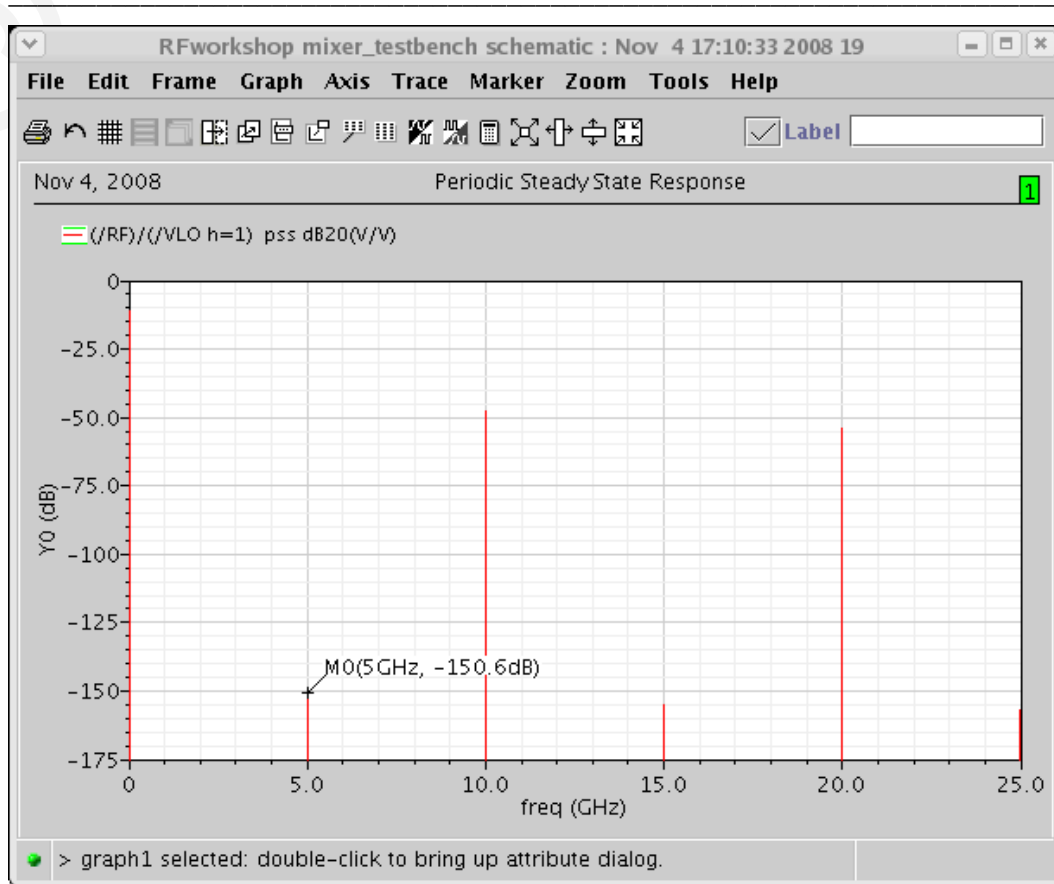 RFworkshop mixer_testbench schematic : Nov 4 17:10:33 2008 19
File Edit Frame Graph Axis Trace Marker Zoom Tools Help
Label
Nov 4, 2008 Periodic Steady State Response 1
(/RF)/(/VLO h=1) pss dB20(V/V)
0
-25.0
-50.0
-75.0
-100
-125
-150
-175
Y0 (dB)
M0(5GHz, -150.6dB)
0 5.0 10.0 15.0 20.0 25.0
freq (GHz)
> graph1 selected: double-click to bring up attribute dialog.